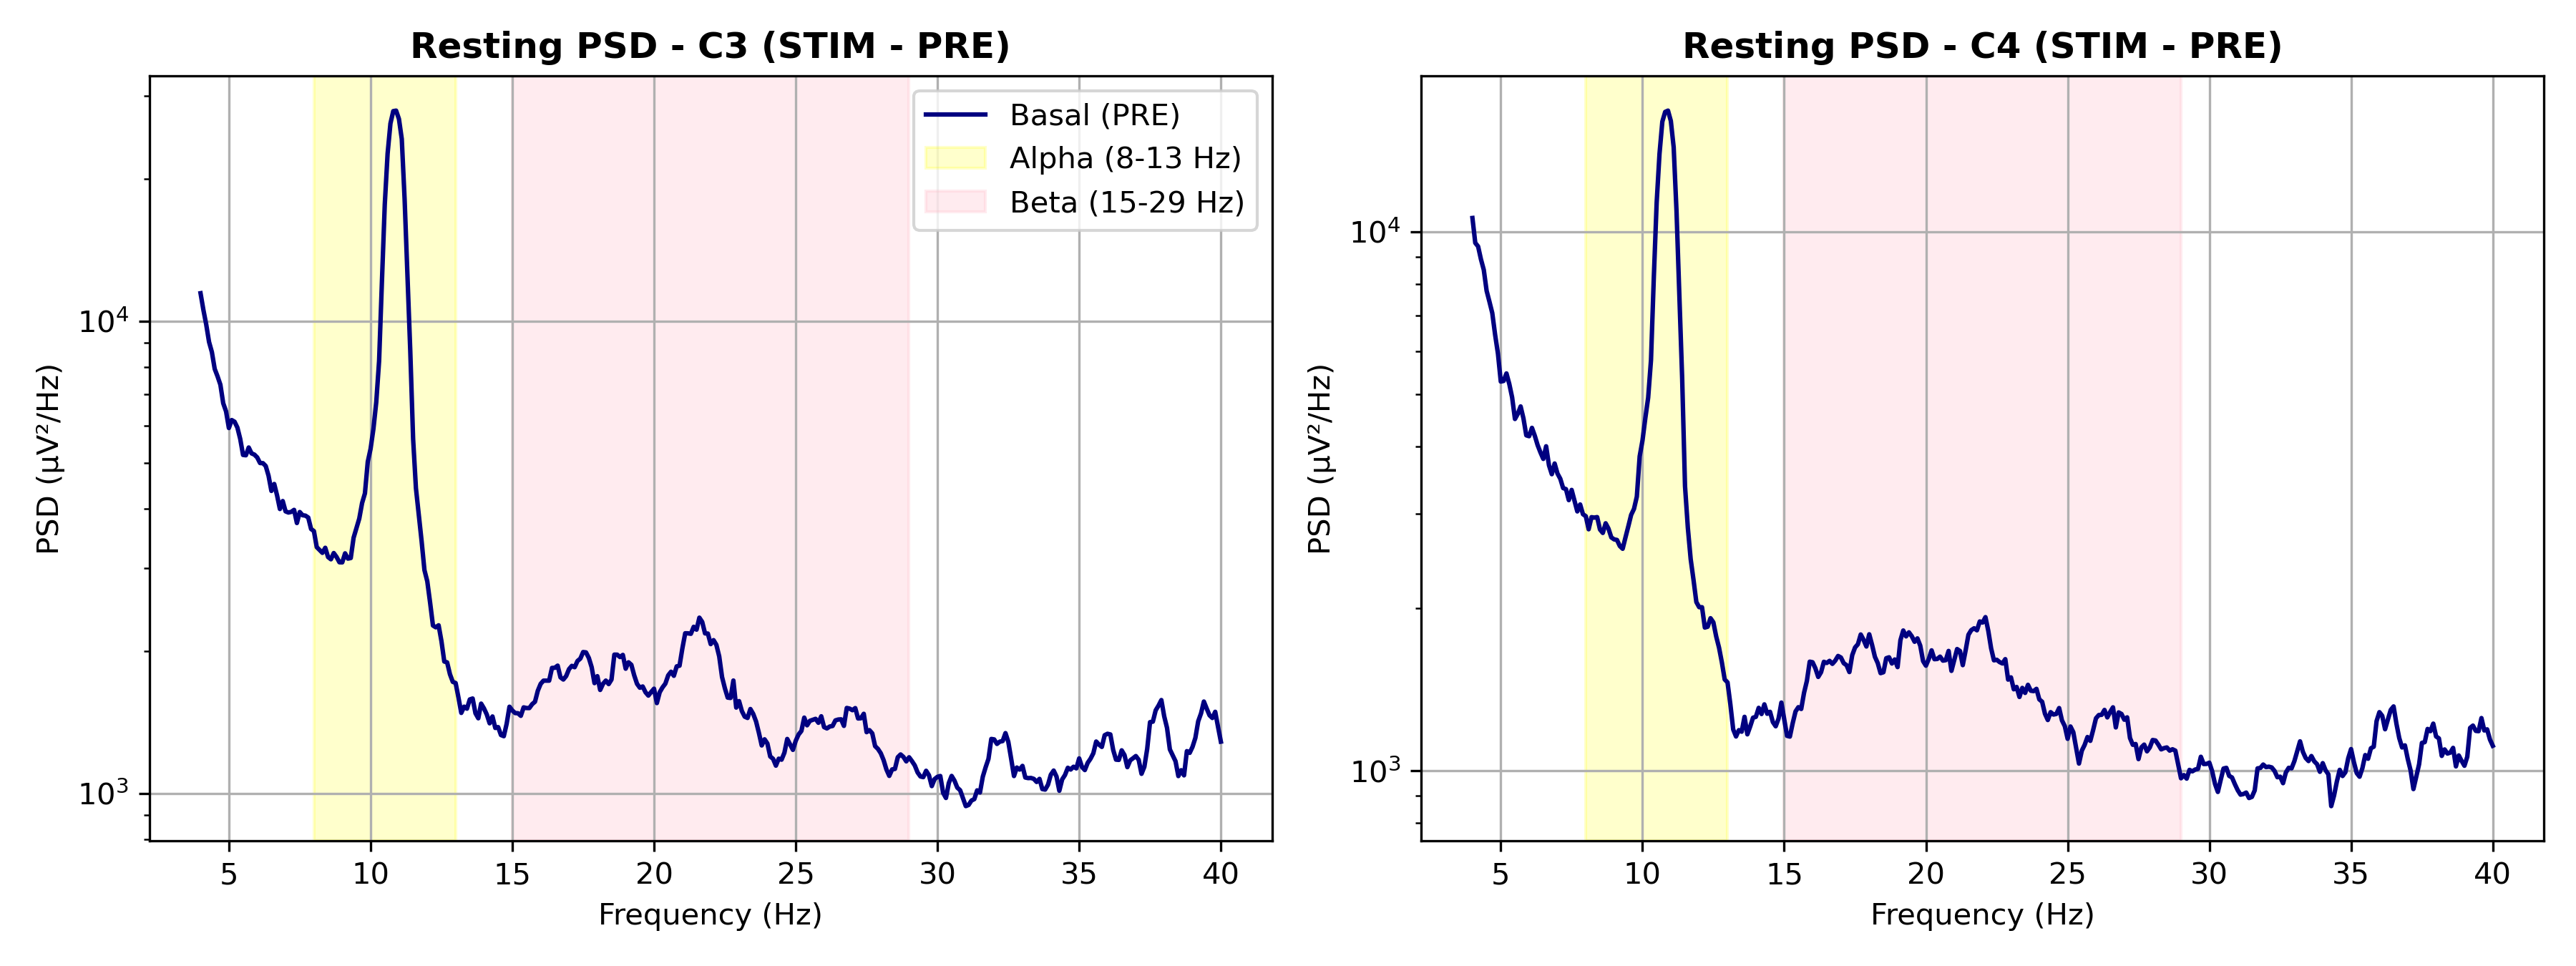 Resting PSD - C3 (STIM - PRE)
PSD (µV²/Hz)
10⁴
10³
Basal (PRE)
Alpha (8-13 Hz)
Beta (15-29 Hz)
5 10 15 20 25 30 35 40
Frequency (Hz)
Resting PSD - C4 (STIM - PRE)
PSD (µV²/Hz)
10⁴
10³
5 10 15 20 25 30 35 40
Frequency (Hz)